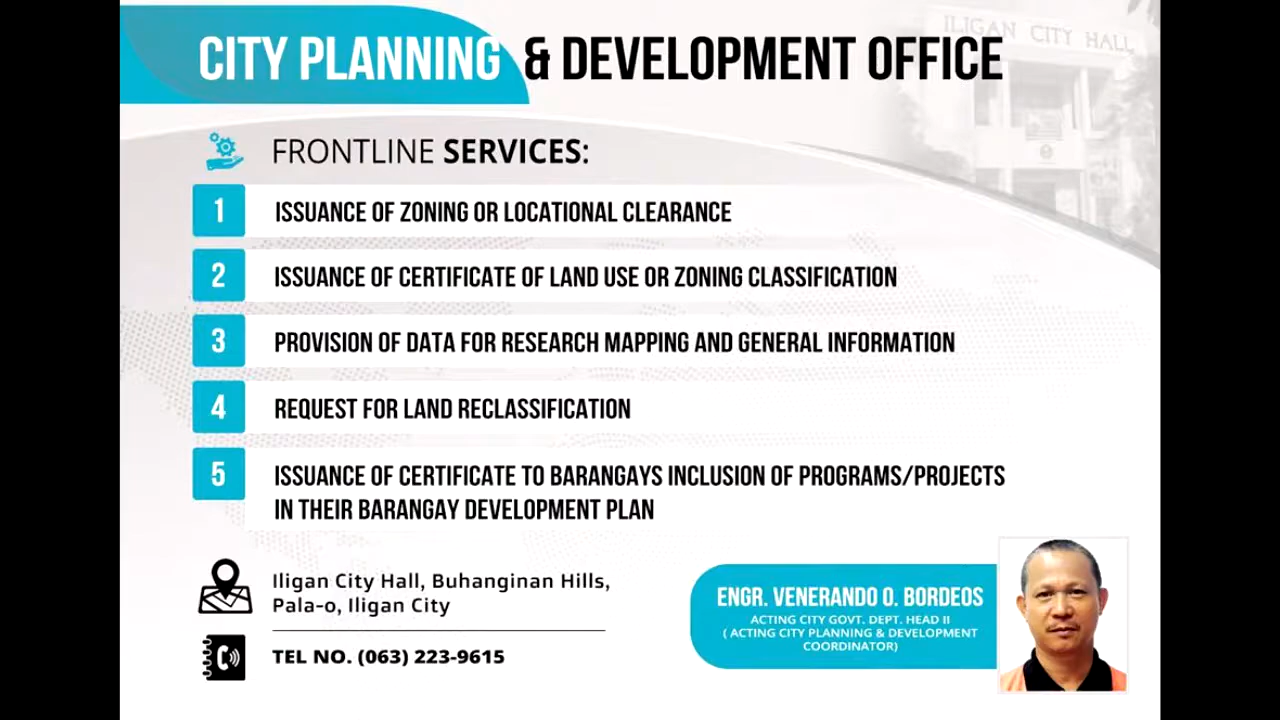 ILIGAN CITY HALL
CITY PLANNING & DEVELOPMENT OFFICE
FRONTLINE SERVICES:
1 ISSUANCE OF ZONING OR LOCATIONAL CLEARANCE
2 ISSUANCE OF CERTIFICATE OF LAND USE OR ZONING CLASSIFICATION
3 PROVISION OF DATA FOR RESEARCH MAPPING AND GENERAL INFORMATION
4 REQUEST FOR LAND RECLASSIFICATION
5 ISSUANCE OF CERTIFICATE TO BARANGAYS INCLUSION OF PROGRAMS/PROJECTS
IN THEIR BARANGAY DEVELOPMENT PLAN
Iligan City Hall, Buhanginan Hills,
Pala-o, Iligan City
TEL NO. (063) 223-9615
ENGR. VENERANDO O. BORDEOS
ACTING CITY GOVT. DEPT. HEAD II
( ACTING CITY PLANNING & DEVELOPMENT
COORDINATOR)